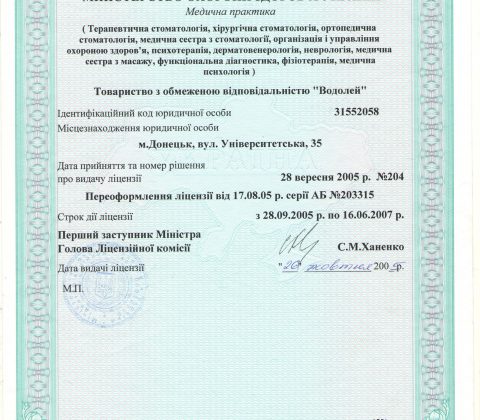 Медична практика
( Терапевтична стоматологія, хірургічна стоматологія, ортопедична
стоматологія, медична сестра з стоматології, організація і управління
охороною здоров'я, психотерапія, дерматовенерологія, неврологія, медична
сестра з масажу, функціональна діагностика, фізіотерапія, медична
психологія )
Товариство з обмеженою відповідальністю "Водолей"
Ідентифікаційний код юридичної особи 31552058
Місцезнаходження юридичної особи
м.Донецьк, вул. Університетська, 35
Дата прийняття та номер рішення
про видачу ліцензії 28 вересня 2005 р. №204
Переоформлення ліцензії від 17.08.05 р. серії АБ №203315
Строк дії ліцензії з 28.09.2005 р. по 16.06.2007 р.
Перший заступник Міністра
Голова Ліцензійної комісії С.М.Ханенко
Дата видачі ліцензії "20" жовтня 2005р.
М.П.